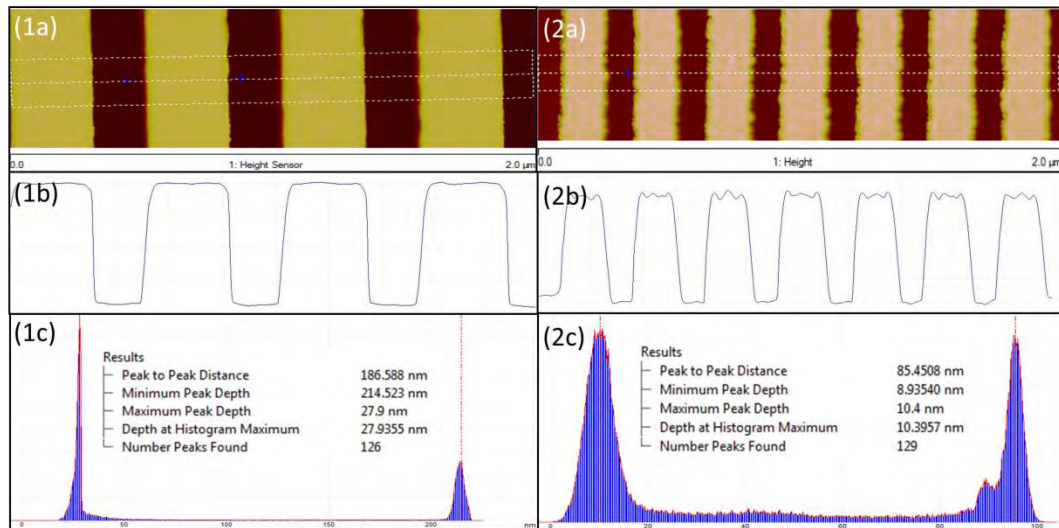 (1a)
0.0 1: Height Sensor 2.0 µm
(1b)
(1c)
Results
Peak to Peak Distance 186.588 nm
Minimum Peak Depth 214.523 nm
Maximum Peak Depth 27.9 nm
Depth at Histogram Maximum 27.9355 nm
Number Peaks Found 126
0 50 100 150 200 nm
(2a)
0.0 1: Height 2.0 µm
(2b)
(2c)
Results
Peak to Peak Distance 85.4508 nm
Minimum Peak Depth 8.93540 nm
Maximum Peak Depth 10.4 nm
Depth at Histogram Maximum 10.3957 nm
Number Peaks Found 129
0 20 40 60 80 100